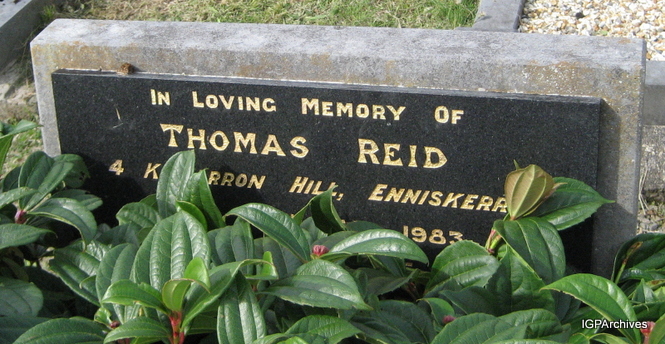 IN LOVING MEMORY OF
THOMAS REID
4 K RRON HILL, ENNISKERR
1983
IGPArchives